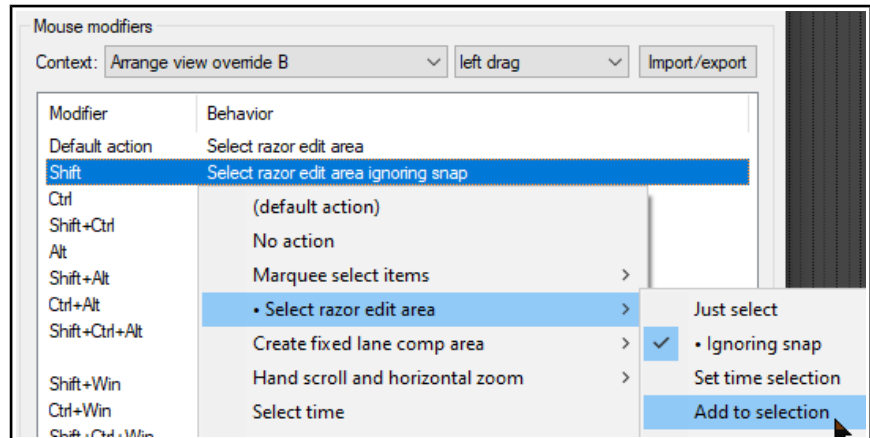 Mouse modifiers
Context: Arrange view override B left drag Import/export
Modifier Behavior
Default action Select razor edit area
Shift Select razor edit area ignoring snap
Ctrl
(default action)
Shift+Ctrl
No action
Alt
Shift+Alt
Marquee select items
Ctrl+Alt
• Select razor edit area
Just select
Shift+Ctrl+Alt
Create fixed lane comp area
• Ignoring snap
Shift+Win
Hand scroll and horizontal zoom
Set time selection
Ctrl+Win
Select time
Add to selection
Shift+Ctrl+Win